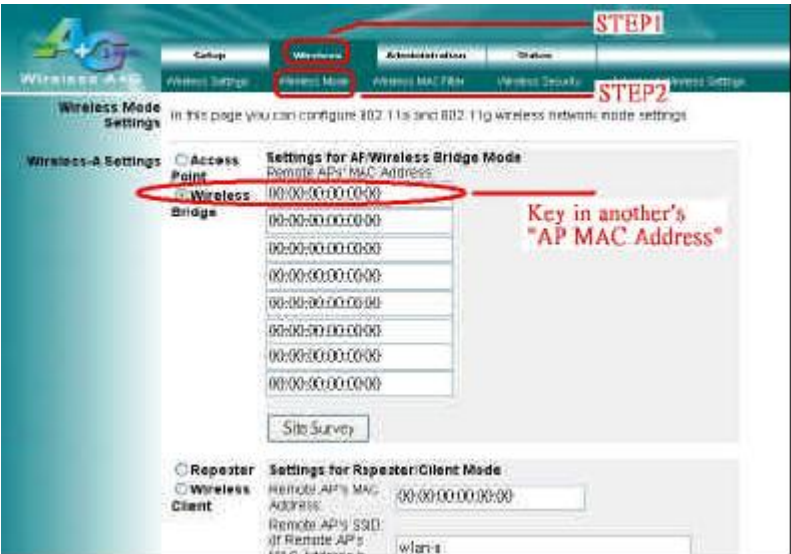 STEP1
Setup Wireless Administration Status
Wireless A+G
Wireless Settings Wireless Mode Wireless MAC Filter Wireless Security Wireless Settings
STEP2
Wireless Mode Settings
In this page you can configure 802.11a and 802.11g wireless network mode settings
Wireless-A Settings
Access Point
Wireless Bridge
Settings for AP/Wireless Bridge Mode
Remote APs' MAC Address:
00:00:00:00:00:00
00:00:00:00:00:00
00:00:00:00:00:00
00:00:00:00:00:00
00:00:00:00:00:00
00:00:00:00:00:00
00:00:00:00:00:00
00:00:00:00:00:00
Key in another's
"AP MAC Address"
Site Survey
Repeater
Wireless Client
Settings for Repeater/Client Mode
Remote AP's MAC Address:
00:00:00:00:00:00
Remote AP's SSID:
(If Remote AP's
wlan-s